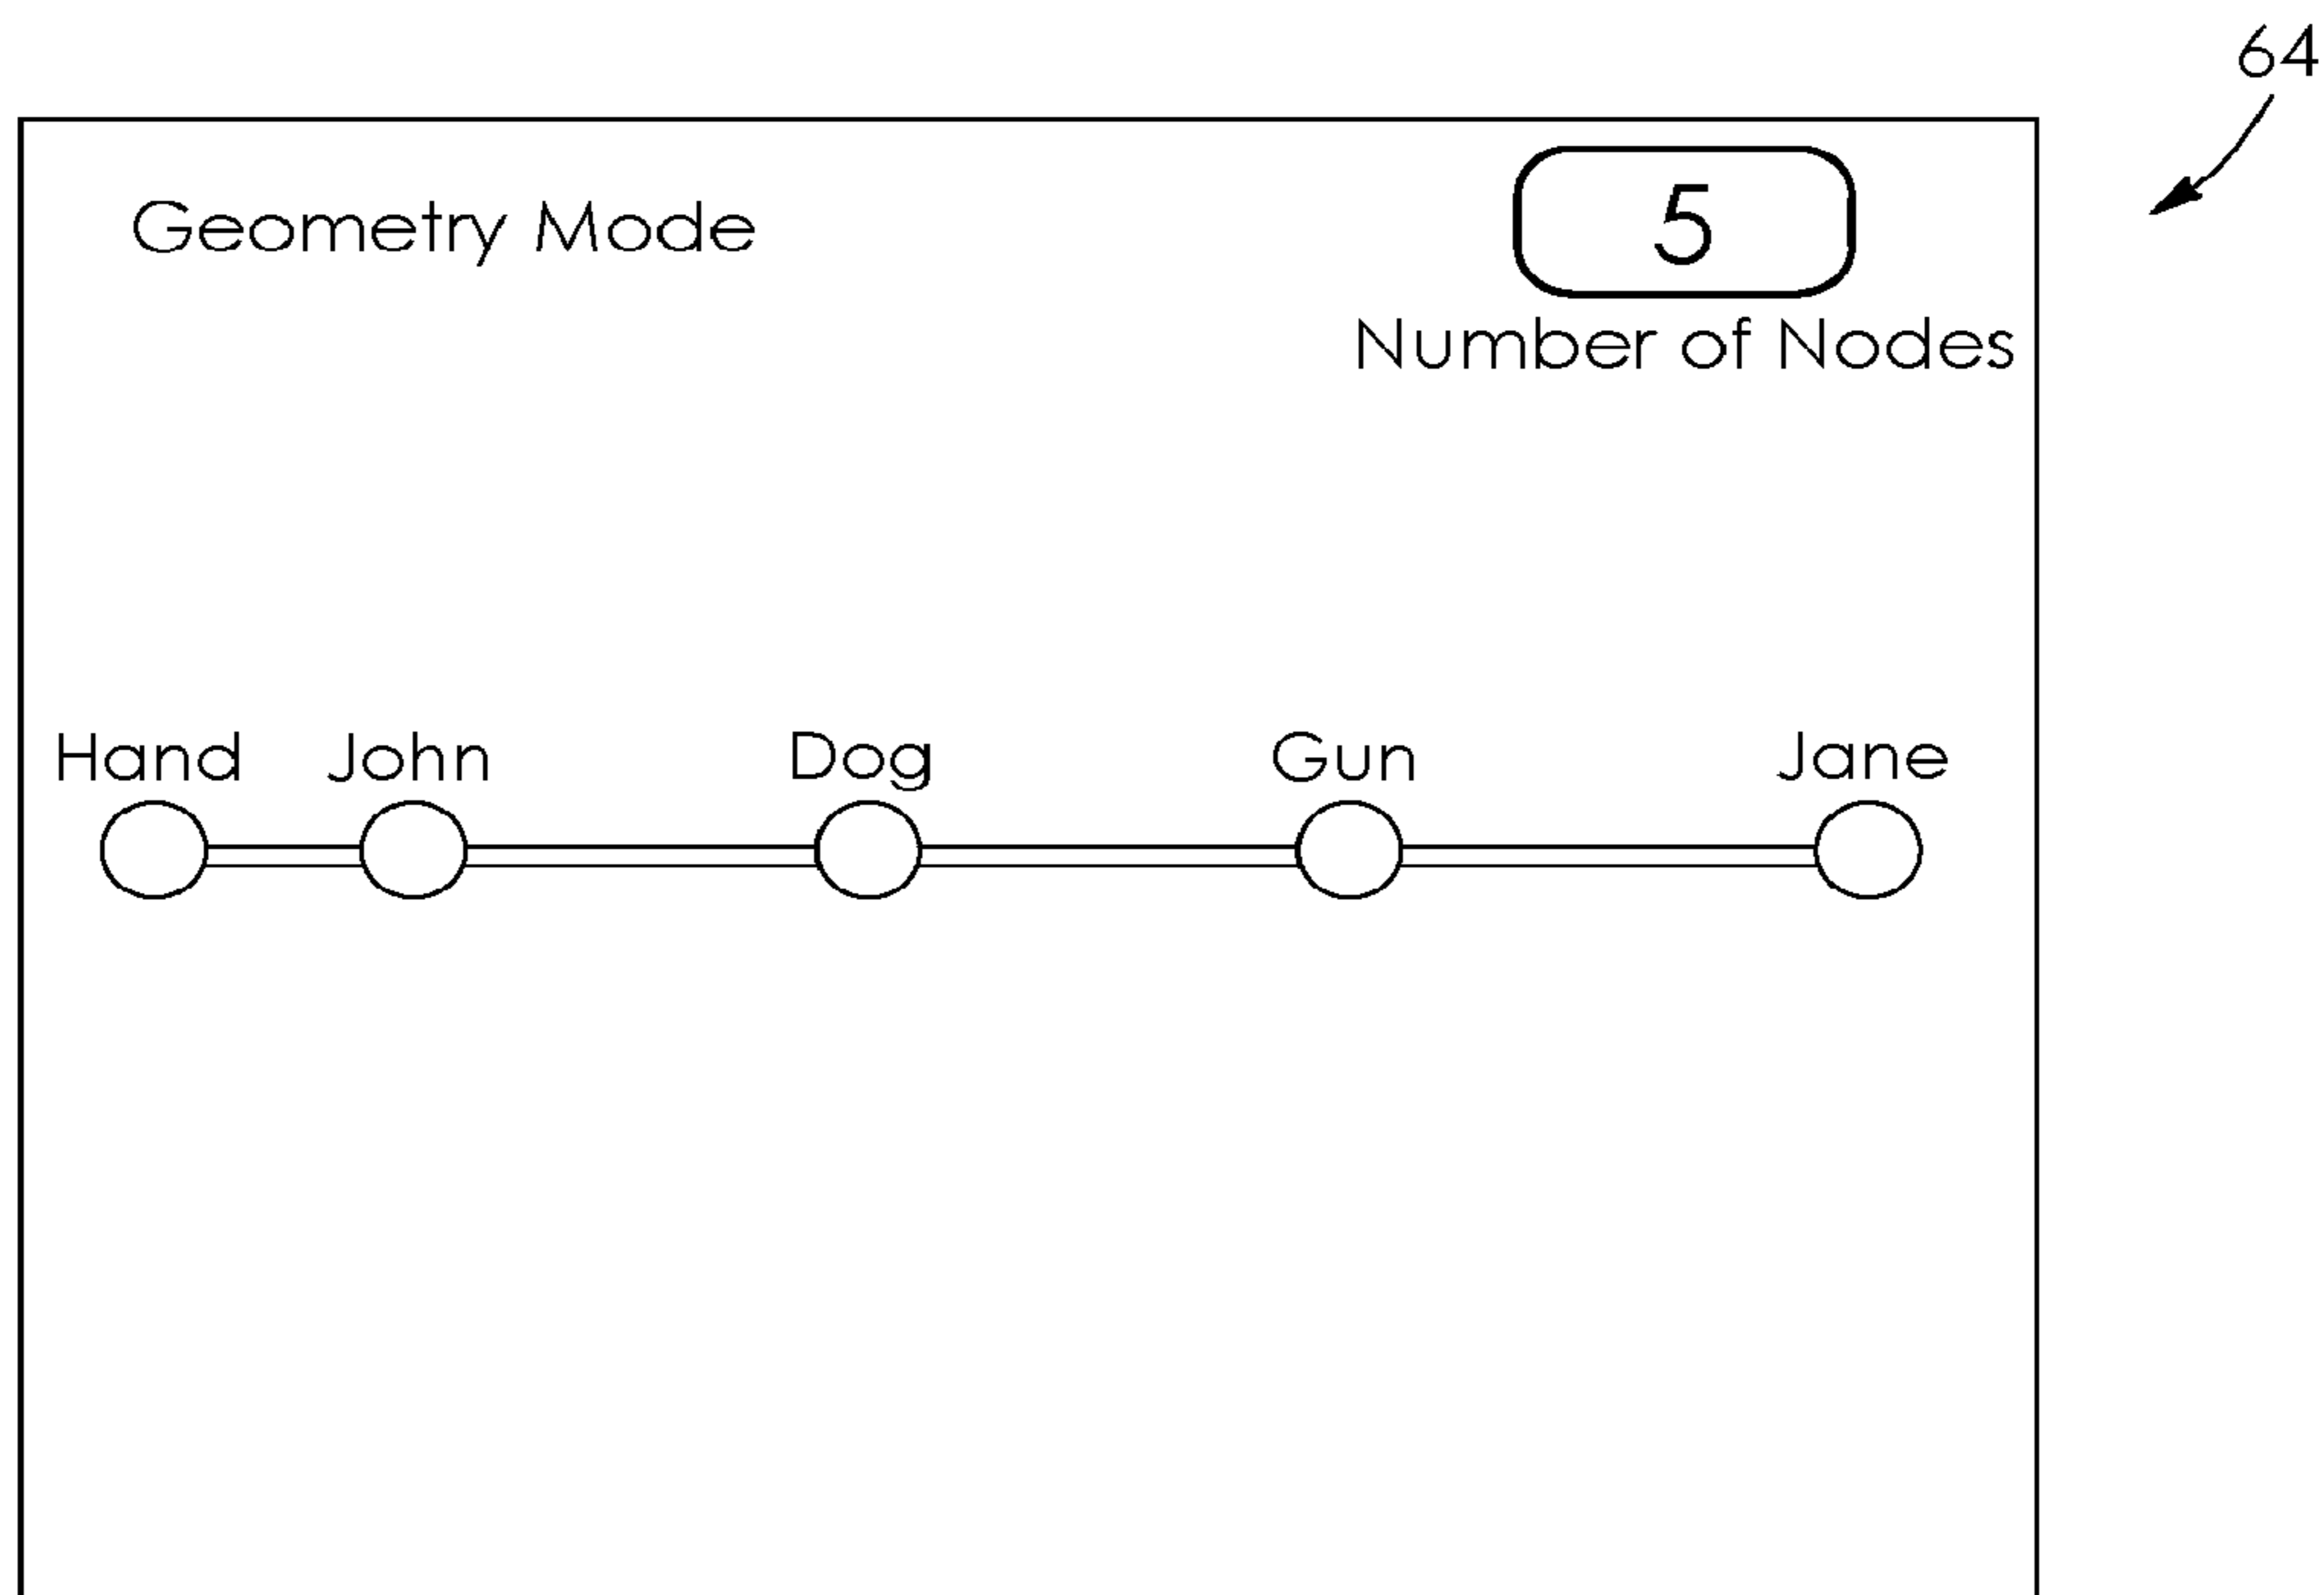 64
Geometry Mode
5
Number of Nodes
Hand John Dog Gun Jane